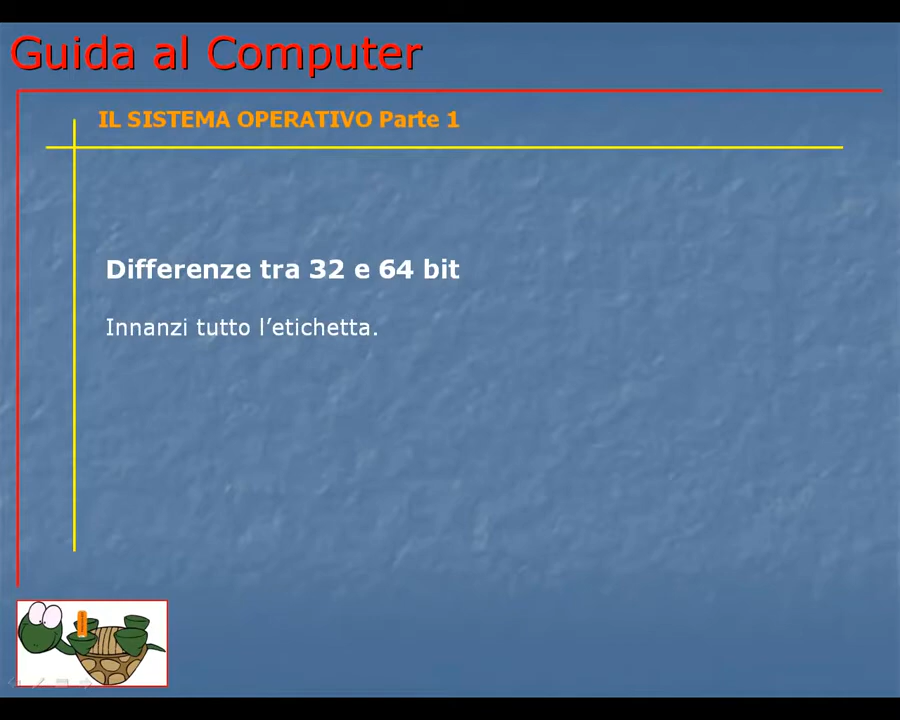 Guida al Computer
IL SISTEMA OPERATIVO Parte 1
Differenze tra 32 e 64 bit
Innanzi tutto l’etichetta.